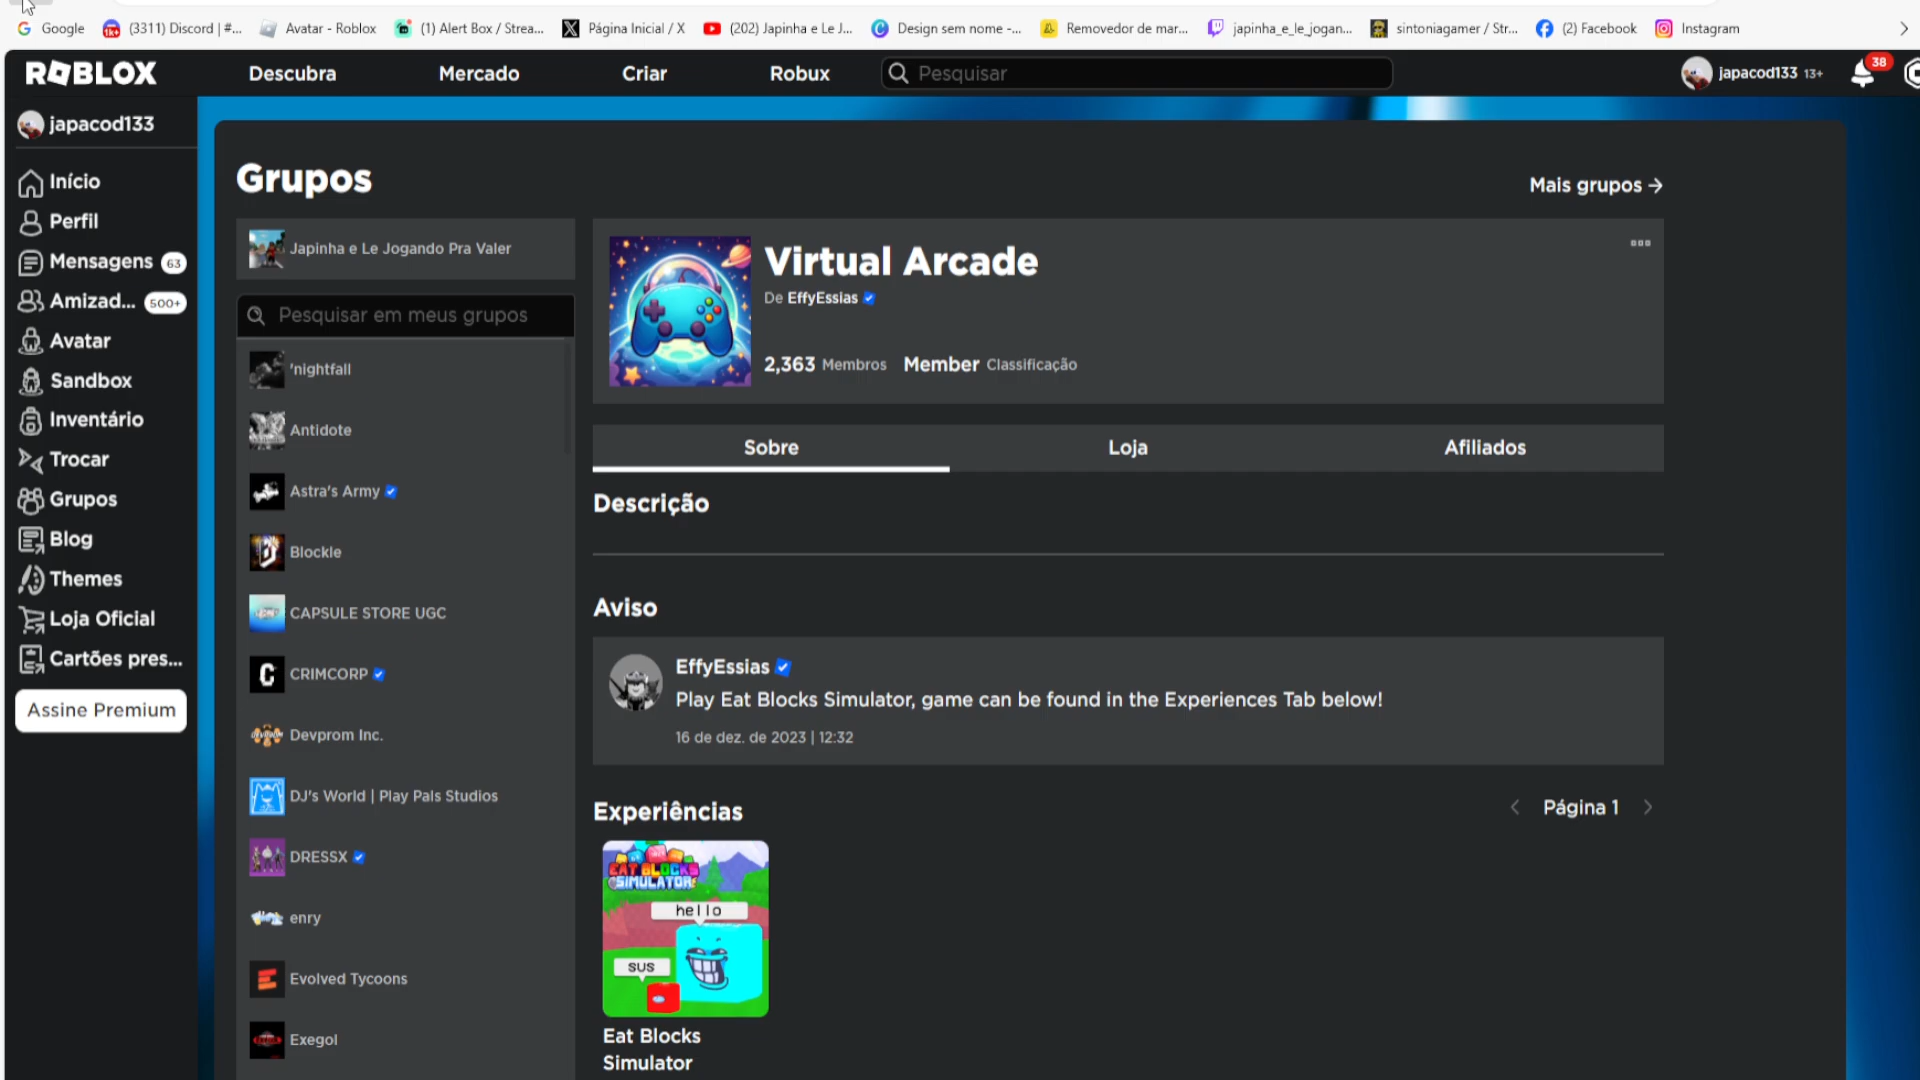 Google
(3311) Discord | #...
Avatar - Roblox
(1) Alert Box / Strea...
Página Inicial / X
(202) Japinha e Le J...
Design sem nome -...
Removedor de mar...
japinha_e_le_jogan...
sintoniagamer / Str...
(2) Facebook
Instagram
ROBLOX
Descubra
Mercado
Criar
Robux
Pesquisar
japacod133 13+
38
japacod133
Início
Perfil
Mensagens 63
Amizad... 500+
Avatar
Sandbox
Inventário
Trocar
Grupos
Blog
Themes
Loja Oficial
Cartões pres...
Assine Premium
Grupos
Mais grupos
Japinha e Le Jogando Pra Valer
Pesquisar em meus grupos
'nightfall
Antidote
Astra's Army
Blockle
CAPSULE STORE UGC
CRIMCORP
Devprom Inc.
DJ's World | Play Pals Studios
DRESSX
enry
Evolved Tycoons
Exegol
Virtual Arcade
De EffyEssias
2,363 Membros Member Classificação
Sobre
Loja
Afiliados
Descrição
Aviso
EffyEssias
Play Eat Blocks Simulator, game can be found in the Experiences Tab below!
16 de dez. de 2023 | 12:32
Experiências
Página 1
EAT BLOCKS
SIMULATOR
hello
sus
Eat Blocks
Simulator